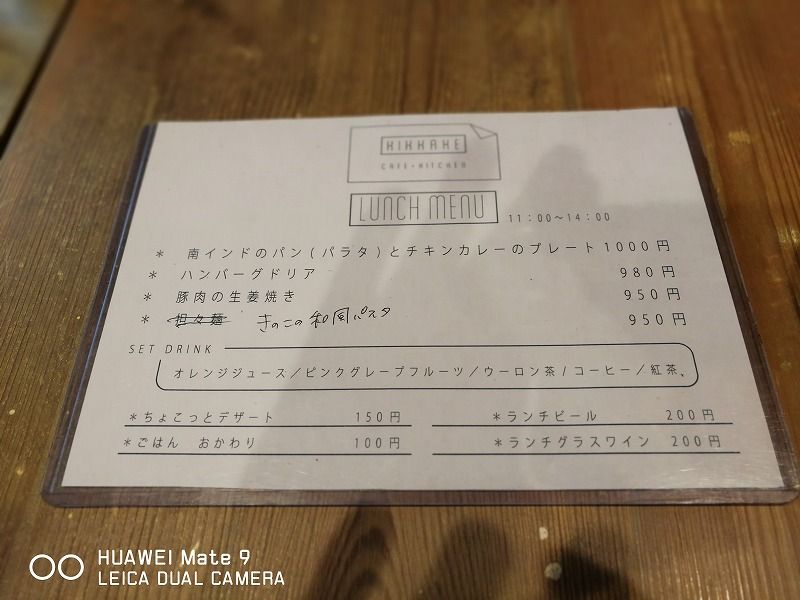 KIKKAKE
CAFE+KITCHEN
LUNCH MENU 11:00〜14:00
* 南インドのパン(パラタ)とチキンカレーのプレート 1000円
* ハンバーグドリア 980円
* 豚肉の生姜焼き 950円
* 担々麺 きのこの和風パスタ 950円
SET DRINK
オレンジジュース/ピンクグレープフルーツ/ウーロン茶/コーヒー/紅茶、
*ちょこっとデザート 150円 *ランチビール 200円
*ごはん おかわり 100円 *ランチグラスワイン 200円
HUAWEI Mate 9
LEICA DUAL CAMERA